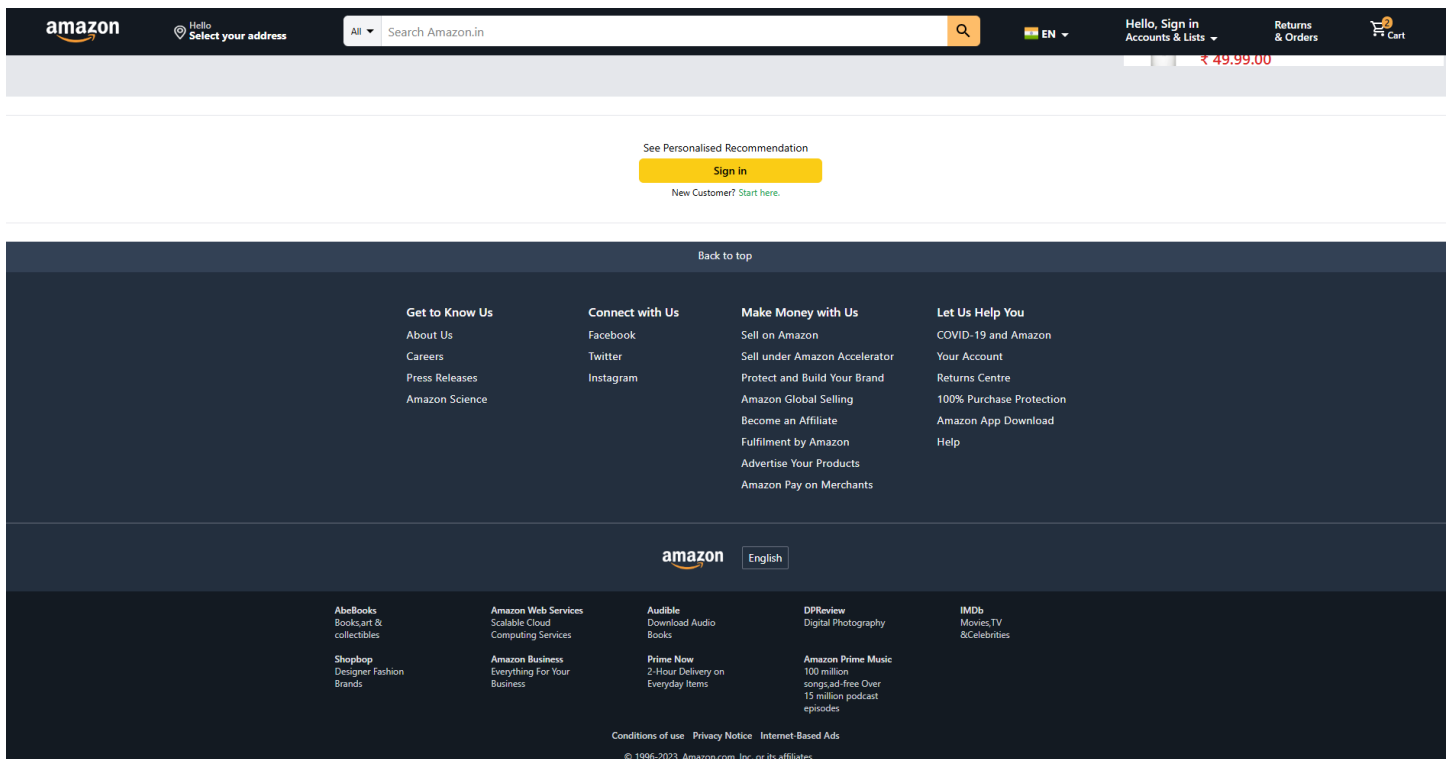 amazon
Hello
Select your address
All
Search Amazon.in
EN
Hello, Sign in
Accounts & Lists
Returns
& Orders
2
Cart
₹ 49.99.00
See Personalised Recommendation
Sign in
New Customer? Start here.
Back to top
Get to Know Us
About Us
Careers
Press Releases
Amazon Science
Connect with Us
Facebook
Twitter
Instagram
Make Money with Us
Sell on Amazon
Sell under Amazon Accelerator
Protect and Build Your Brand
Amazon Global Selling
Become an Affiliate
Fulfilment by Amazon
Advertise Your Products
Amazon Pay on Merchants
Let Us Help You
COVID-19 and Amazon
Your Account
Returns Centre
100% Purchase Protection
Amazon App Download
Help
amazon
English
AbeBooks
Books,art &
collectibles
Amazon Web Services
Scalable Cloud
Computing Services
Audible
Download Audio
Books
DPReview
Digital Photography
IMDb
Movies,TV
&Celebrities
Shopbop
Designer Fashion
Brands
Amazon Business
Everything For Your
Business
Prime Now
2-Hour Delivery on
Everyday Items
Amazon Prime Music
100 million
songs,ad-free Over
15 million podcast
episodes
Conditions of use Privacy Notice Internet-Based Ads
© 1996-2023, Amazon.com, Inc. or its affiliates